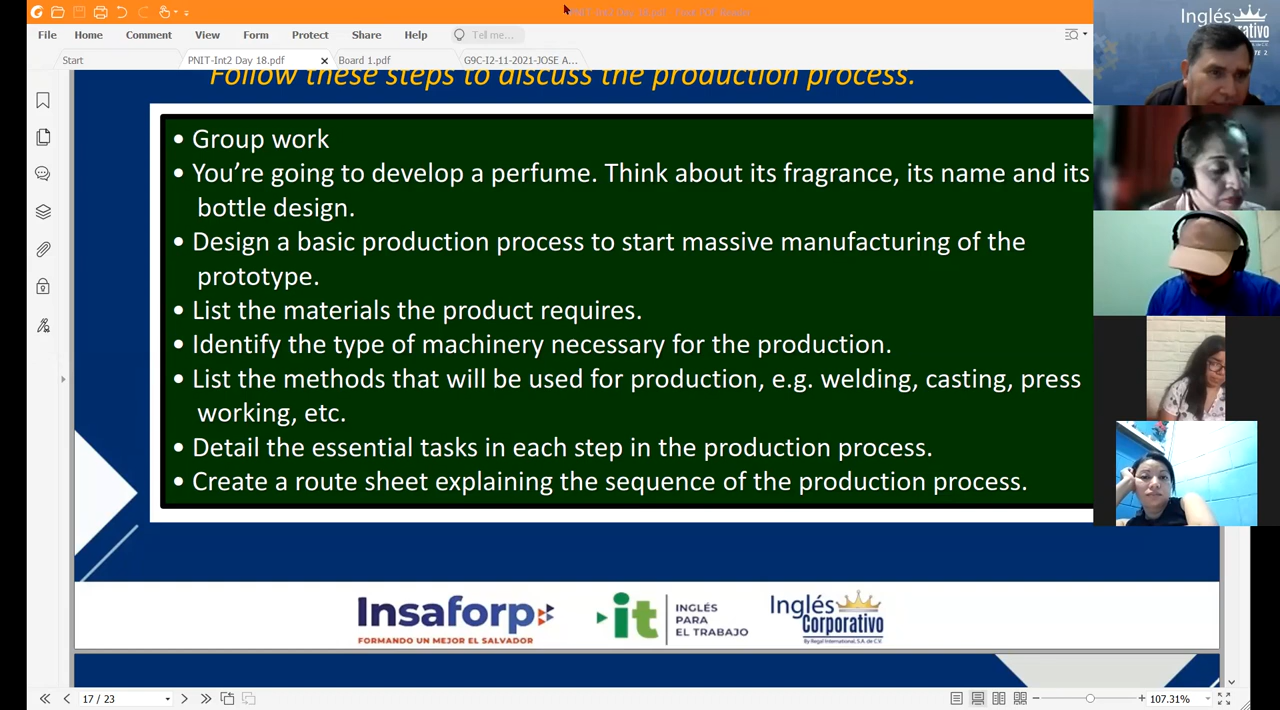 File Home Comment View Form Protect Share Help Tell me...
Start PNIT-Int2 Day 18.pdf Board 1.pdf G9C-I2-11-2021-JOSE A...
Follow these steps to discuss the production process.
• Group work
• You're going to develop a perfume. Think about its fragrance, its name and its
bottle design.
• Design a basic production process to start massive manufacturing of the
prototype.
• List the materials the product requires.
• Identify the type of machinery necessary for the production.
• List the methods that will be used for production, e.g. welding, casting, press
working, etc.
• Detail the essential tasks in each step in the production process.
• Create a route sheet explaining the sequence of the production process.
Insaforp
FORMANDO UN MEJOR EL SALVADOR
it
INGLÉS
PARA
EL TRABAJO
Inglés
Corporativo
By Regal International, S.A. de C.V.
17 / 23
107.31%
Inglés